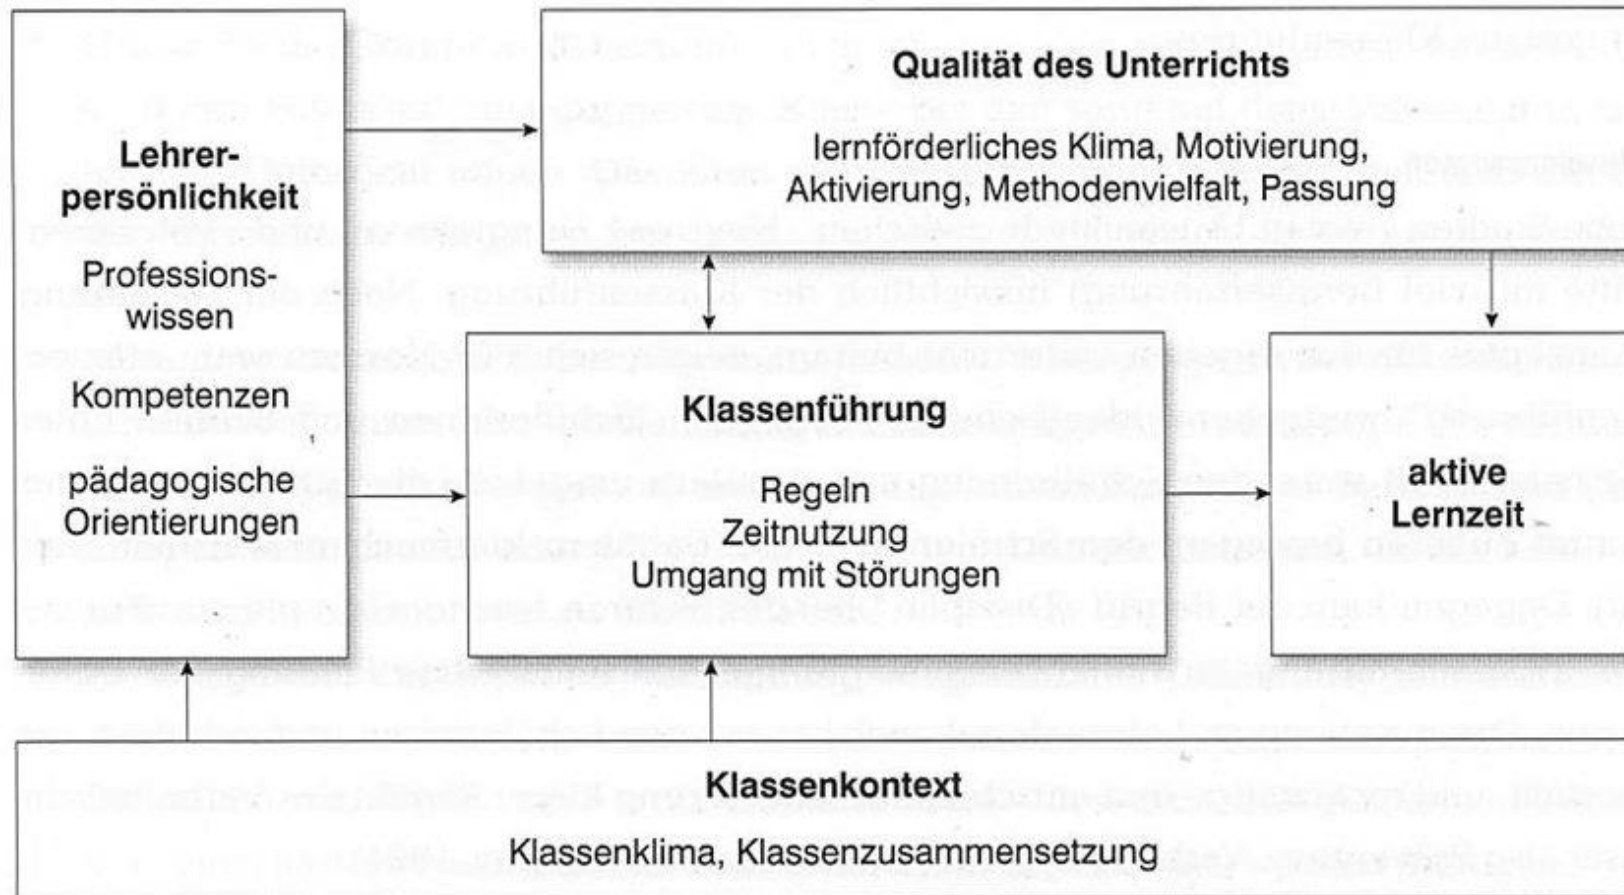 Lehrer-
persönlichkeit
Professions-
wissen
Kompetenzen
pädagogische
Orientierungen
Qualität des Unterrichts
lernförderliches Klima, Motivierung,
Aktivierung, Methodenvielfalt, Passung
Klassenführung
Regeln
Zeitnutzung
Umgang mit Störungen
aktive
Lernzeit
Klassenkontext
Klassenklima, Klassenzusammensetzung